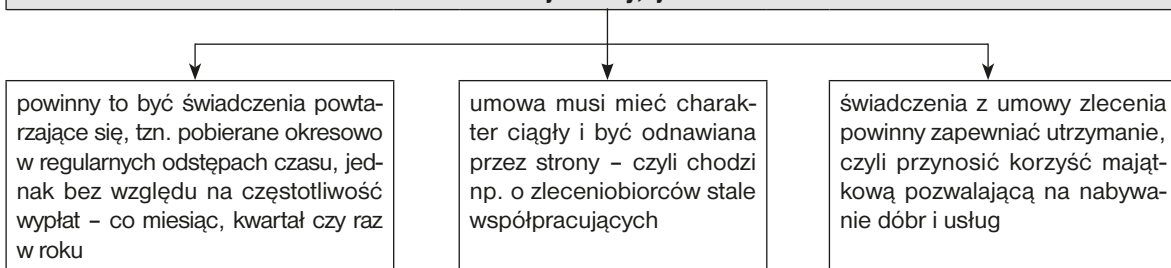 powinny to być świadczenia powta-
rzające się, tzn. pobierane okresowo
w regularnych odstępach czasu, jed-
nak bez względu na częstotliwość
wypłat – co miesiąc, kwartał czy raz
w roku
umowa musi mieć charak-
ter ciągły i być odnawiana
przez strony – czyli chodzi
np. o zleceniobiorców stale
współpracujących
świadczenia z umowy zlecenia
powinny zapewniać utrzymanie,
czyli przynosić korzyść mająt-
kową pozwalającą na nabywa-
nie dóbr i usług